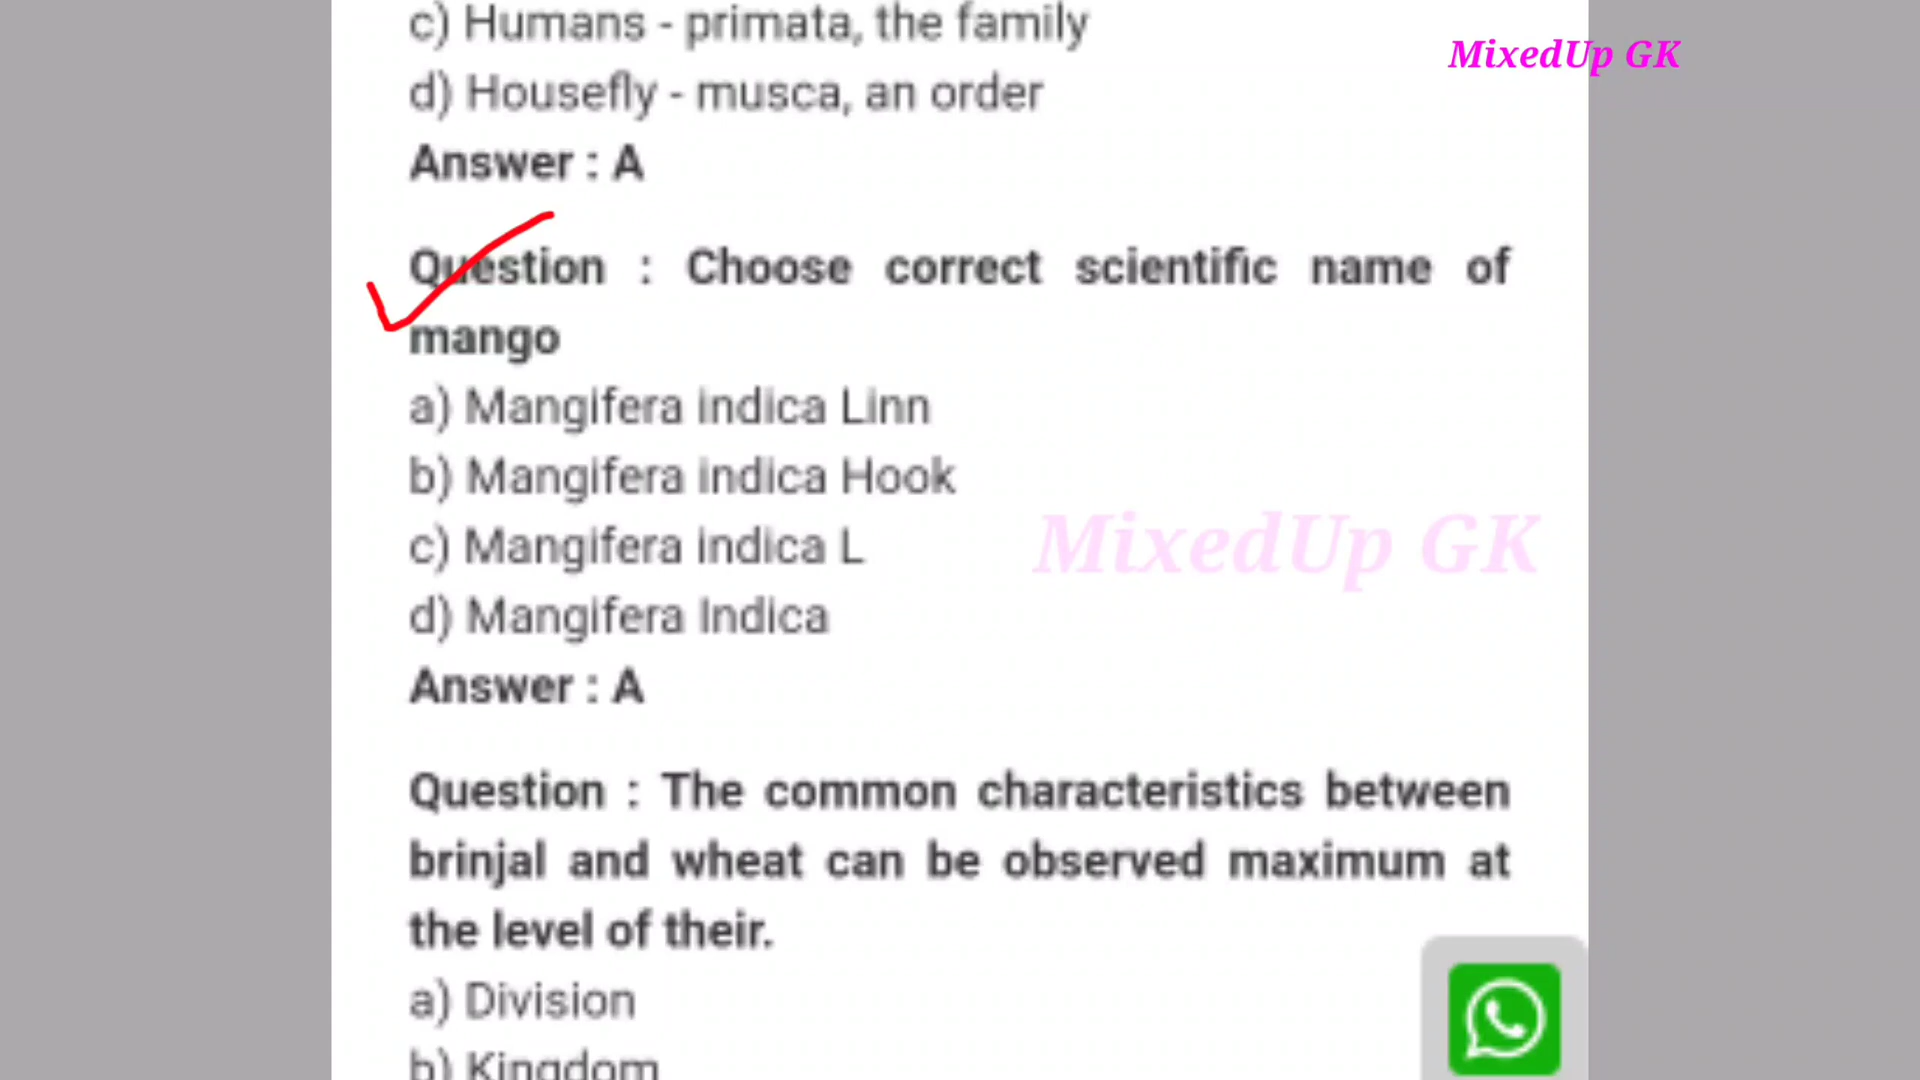 c) Humans - primata, the family
MixedUp GK
d) Housefly - musca, an order
Answer : A
Question : Choose correct scientific name of
mango
a) Mangifera indica Linn
b) Mangifera indica Hook
c) Mangifera indica L
MixedUp GK
d) Mangifera Indica
Answer : A
Question : The common characteristics between
brinjal and wheat can be observed maximum at
the level of their.
a) Division
b) Kingdom